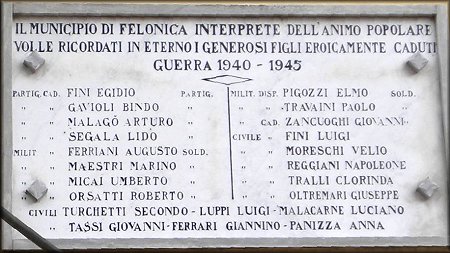 IL MUNICIPIO DI FELONICA INTERPRETE DELL'ANIMO POPOLARE
VOLLE RICORDATI IN ETERNO I GENEROSI FIGLI EROICAMENTE CADUTI
GUERRA 1940 - 1945
PARTIG. CAD. FINI EGIDIO PARTIG.
" " GAVIOLI BINDO "
" " MALAGÒ ARTURO "
" " SEGALA LIDO "
MILIT " FERRIANI AUGUSTO SOLD.
" " MAESTRI MARINO "
" " MICAI UMBERTO "
" " ORSATTI ROBERTO "
MILIT. DISP. PIGOZZI ELMO SOLD.
" " TRAVAINI PAOLO "
" CAD. ZANCUOGHI GIOVANNI "
CIVILE " FINI LUIGI
" " MORESCHI VELIO
" " REGGIANI NAPOLEONE
" " TRALLI CLORINDA
" " OLTREMARI GIUSEPPE
CIVILI TURCHETTI SECONDO - LUPPI LUIGI - MALACARNE LUCIANO
" TASSI GIOVANNI - FERRARI GIANNINO - PANIZZA ANNA